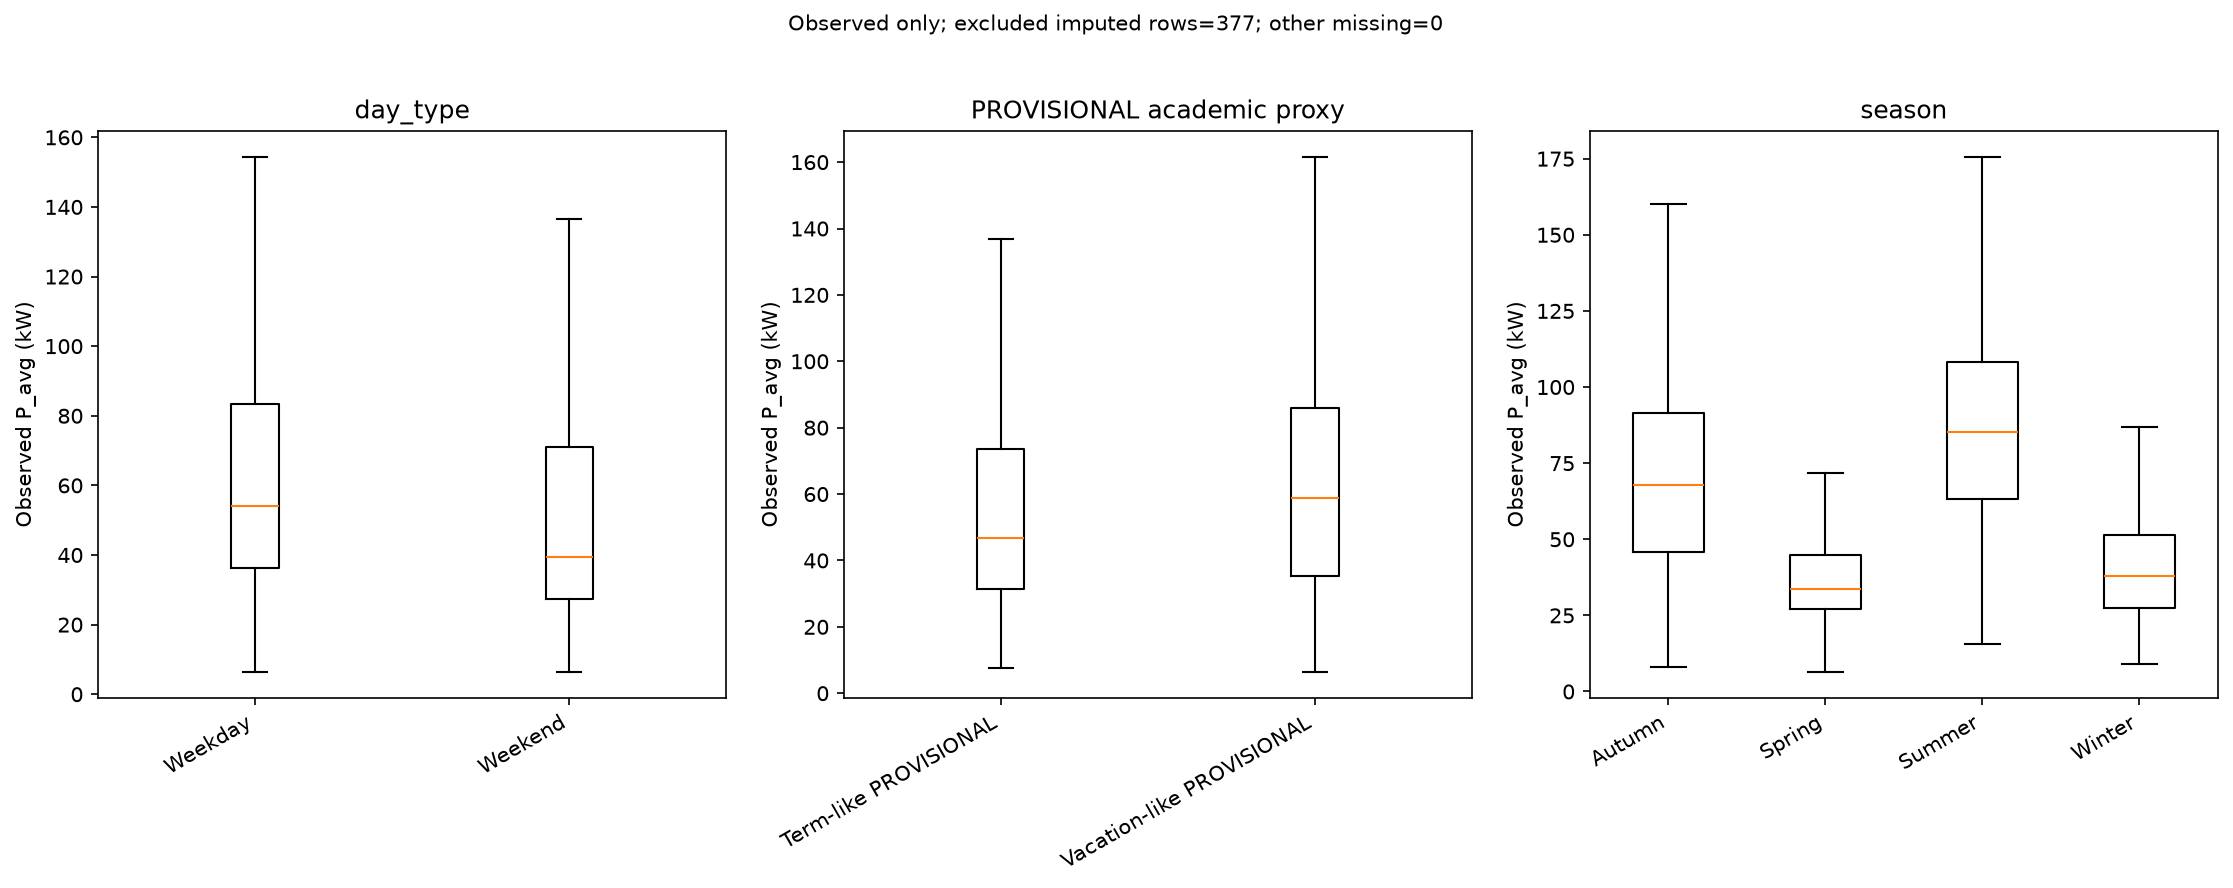 Observed only; excluded imputed rows=377; other missing=0
day_type
Observed P_avg (kW)
160
140
120
100
80
60
40
20
0
Weekday
Weekend
PROVISIONAL academic proxy
Observed P_avg (kW)
160
140
120
100
80
60
40
20
0
Term-like PROVISIONAL
Vacation-like PROVISIONAL
season
Observed P_avg (kW)
175
150
125
100
75
50
25
0
Autumn
Spring
Summer
Winter